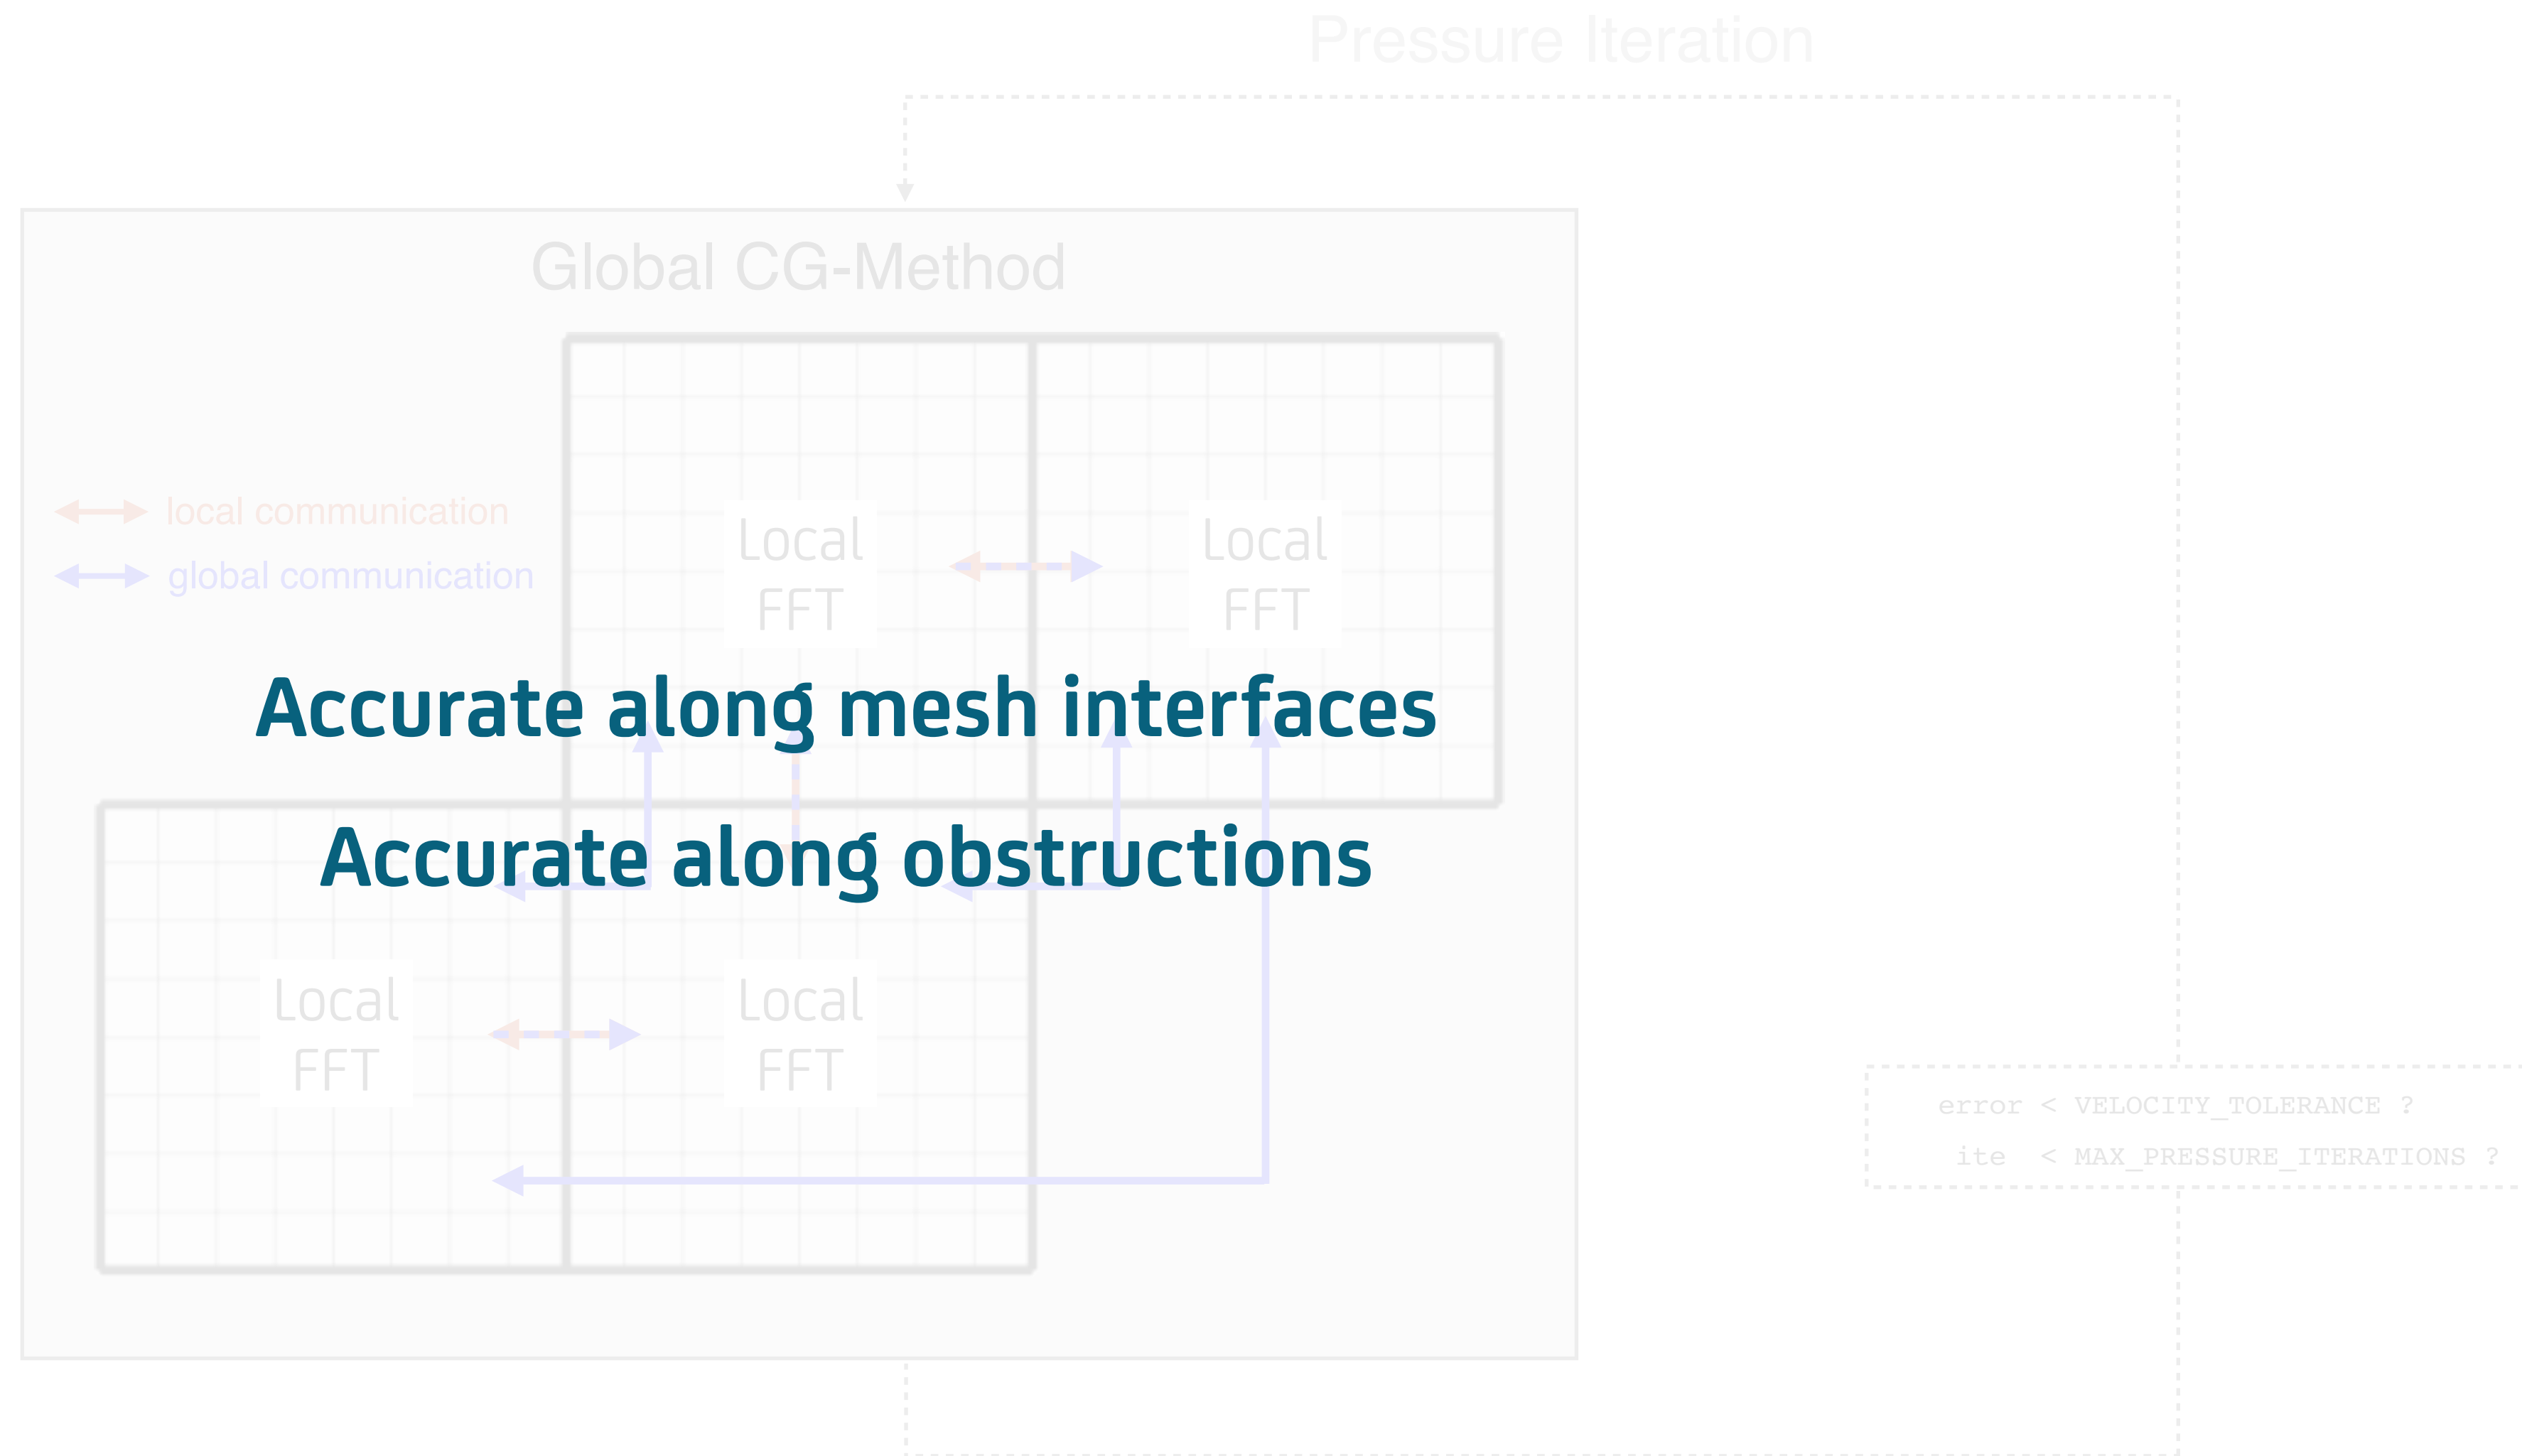 Pressure Iteration
Global CG-Method
local communication
global communication
Local
FFT
Local
FFT
Accurate along mesh interfaces
Accurate along obstructions
Local
FFT
Local
FFT
error < VELOCITY_TOLERANCE ?
ite < MAX_PRESSURE_ITERATIONS ?